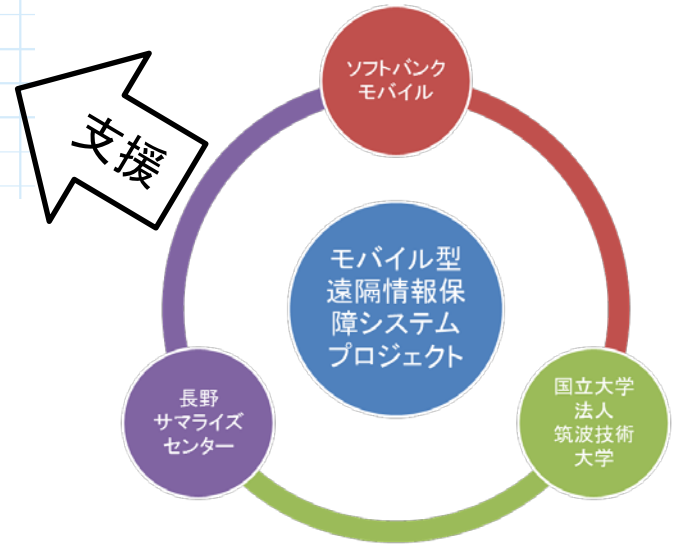 ソフトバンク
モバイル
支援
モバイル型
遠隔情報保
障システム
プロジェクト
長野
サマライズ
センター
国立大学
法人
筑波技術
大学